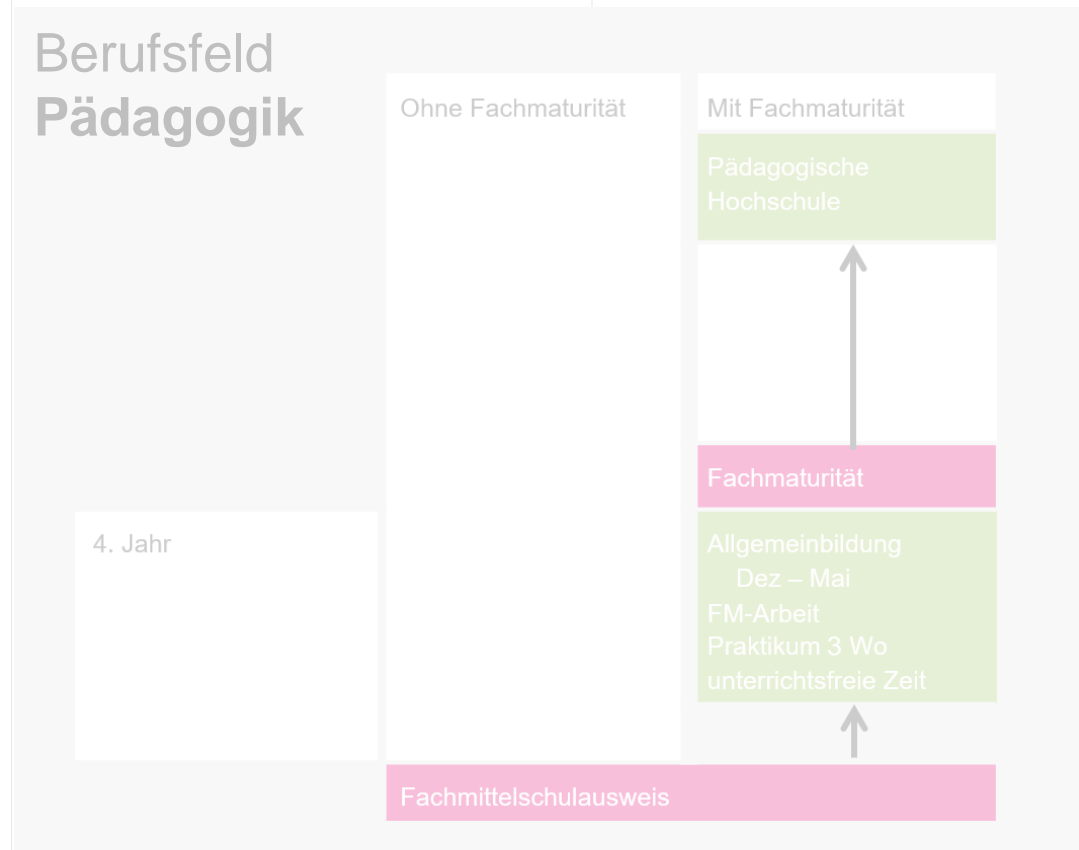 Berufsfeld
Pädagogik
Ohne Fachmaturität
Mit Fachmaturität
Pädagogische
Hochschule
Fachmaturität
4. Jahr
Allgemeinbildung
Dez – Mai
FM-Arbeit
Praktikum 3 Wo
unterrichtsfreie Zeit
Fachmittelschulausweis